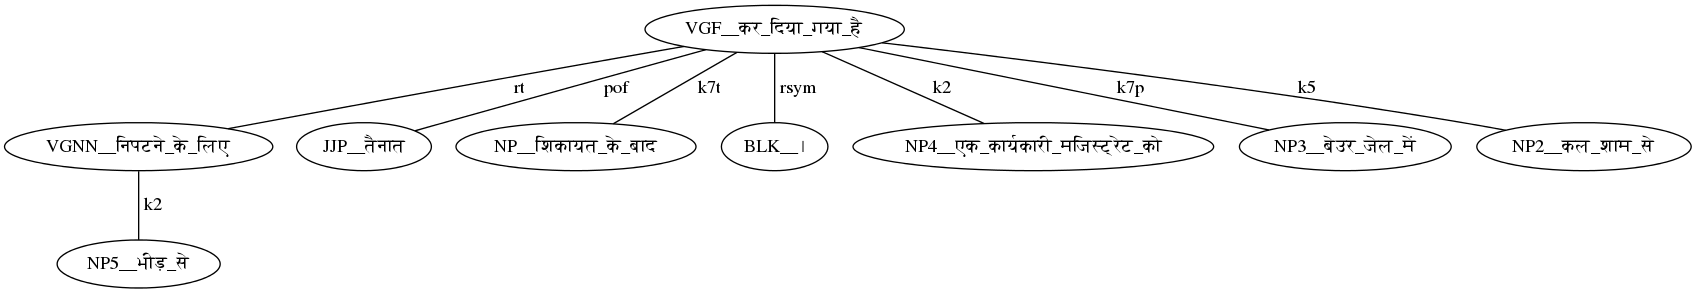 VGF__कर_दिया_गया_है
rt pof k7t rsym k2 k7p k5
VGNN__निपटने_के_लिए JJP__तैनात NP__शिकायत_के_बाद BLK__। NP4__एक_कार्यकारी_मजिस्ट्रेट_को NP3__बेउर_जेल_में NP2__कल_शाम_से
k2
NP5__भीड़_से